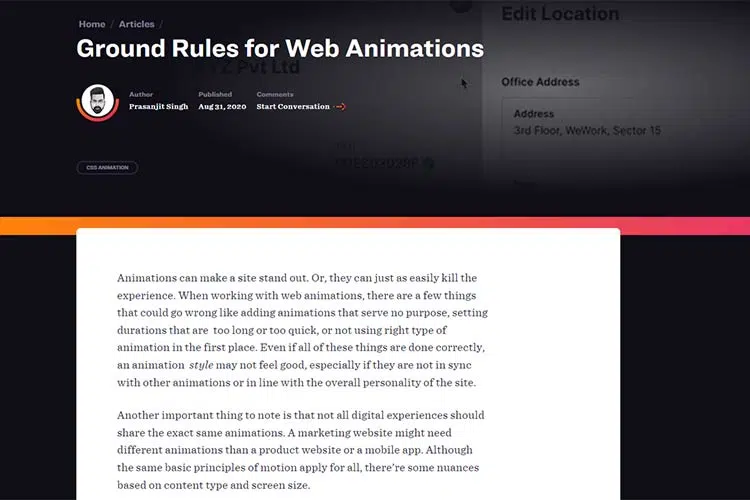 Home / Articles /
Ground Rules for Web Animations
Edit Location
Pvt Ltd
Author
Prasanjit Singh
Published
Aug 31, 2020
Comments
Start Conversation
Office Address
Address
3rd Floor, WeWork, Sector 15
CSS ANIMATION
Animations can make a site stand out. Or, they can just as easily kill the
experience. When working with web animations, there are a few things
that could go wrong like adding animations that serve no purpose, setting
durations that are too long or too quick, or not using right type of
animation in the first place. Even if all of these things are done correctly,
an animation style may not feel good, especially if they are not in sync
with other animations or in line with the overall personality of the site.
Another important thing to note is that not all digital experiences should
share the exact same animations. A marketing website might need
different animations than a product website or a mobile app. Although
the same basic principles of motion apply for all, there're some nuances
based on content type and screen size.